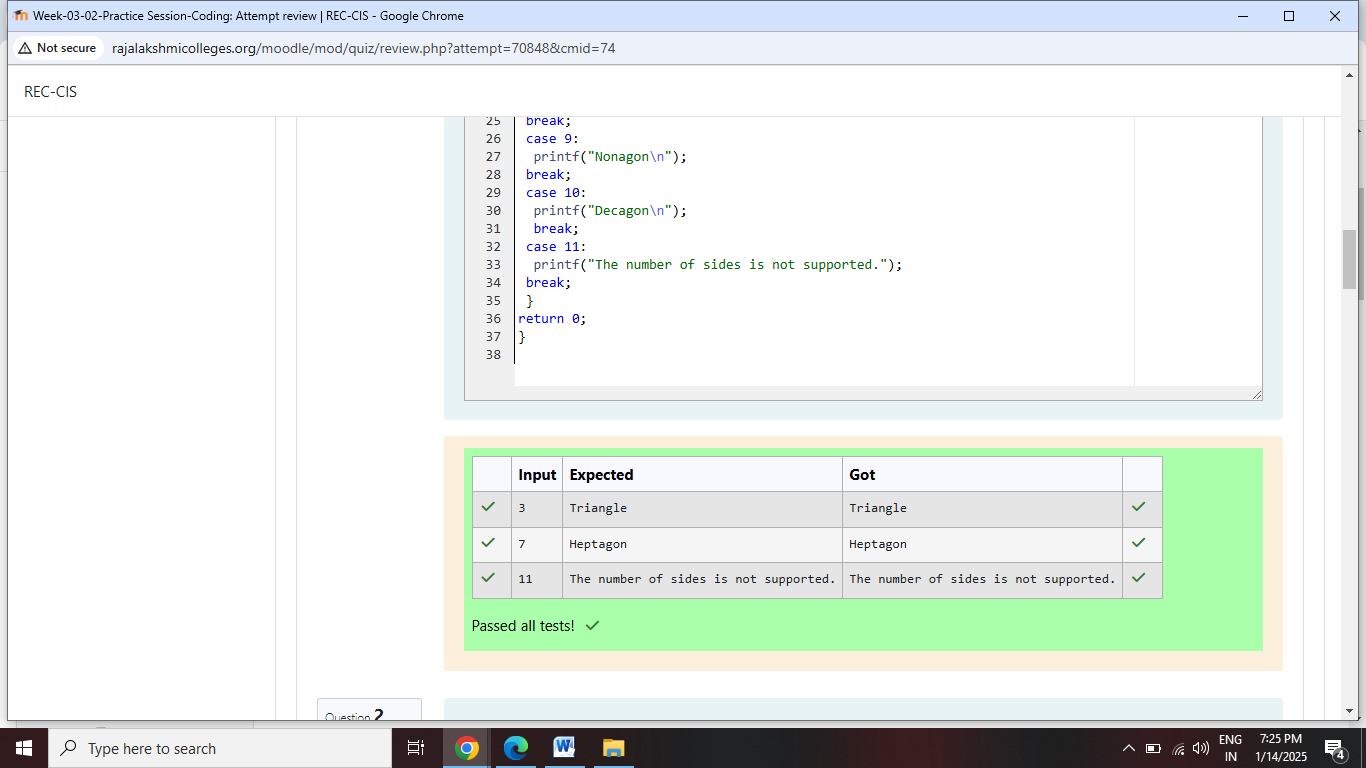 Week-03-02-Practice Session-Coding: Attempt review | REC-CIS - Google Chrome
Not secure rajalakshmicolleges.org/moodle/mod/quiz/review.php?attempt=70848&cmid=74
REC-CIS
25 break;
26 case 9:
27 printf("Nonagon\n");
28 break;
29 case 10:
30 printf("Decagon\n");
31 break;
32 case 11:
33 printf("The number of sides is not supported.");
34 break;
35 }
36 return 0;
37 }
38
Input Expected Got
3 Triangle Triangle
7 Heptagon Heptagon
11 The number of sides is not supported. The number of sides is not supported.
Passed all tests!
Question 2
Type here to search
ENG 7:25 PM
IN 1/14/2025
4